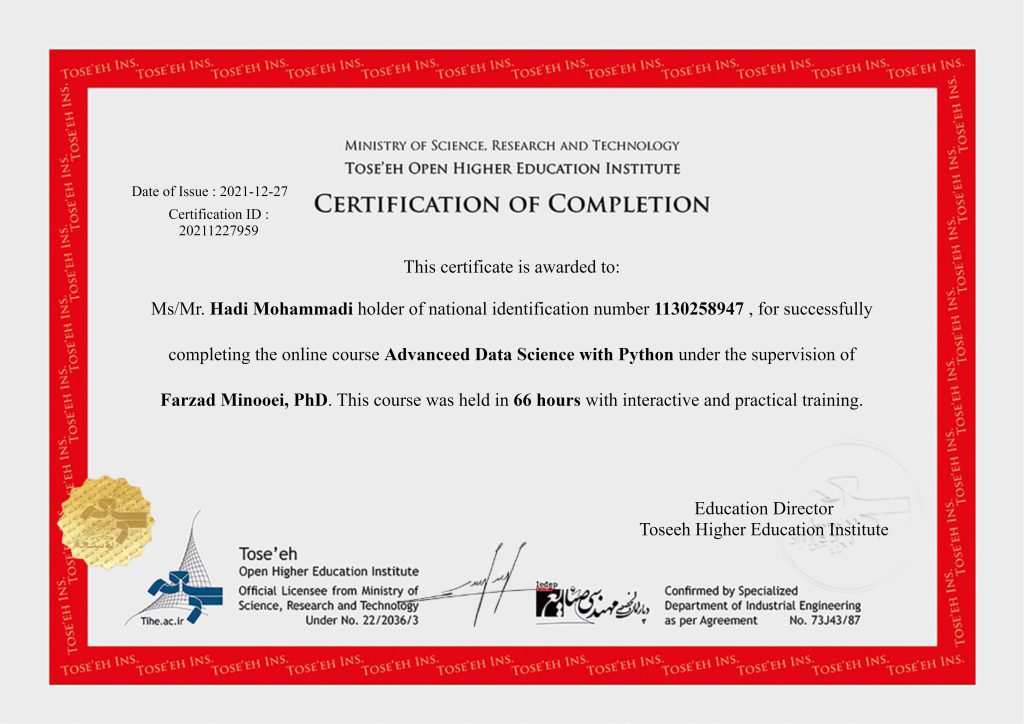 TOSE'EH INS. TOSE'EH INS. TOSE'EH INS. TOSE'EH INS. TOSE'EH INS. TOSE'EH INS. TOSE'EH INS. TOSE'EH INS. TOSE'EH INS. TOSE'EH INS. TOSE'EH INS. TOSE'EH INS.
MINISTRY OF SCIENCE, RESEARCH AND TECHNOLOGY
TOSE'EH OPEN HIGHER EDUCATION INSTITUTE
Date of Issue : 2021-12-27
CERTIFICATION OF COMPLETION
Certification ID :
20211227959
This certificate is awarded to:
Ms/Mr. Hadi Mohammadi holder of national identification number 1130258947 , for successfully
completing the online course Advanceed Data Science with Python under the supervision of
Farzad Minooei, PhD. This course was held in 66 hours with interactive and practical training.
Education Director
Toseeh Higher Education Institute
Tose'eh
Open Higher Education Institute
Official Licensee from Ministry of
Science, Research and Technology
Under No. 22/2036/3
Tihe.ac.ir
Iedep
مهندسی صنایع
Confirmed by Specialized
Department of Industrial Engineering
as per Agreement No. 73J43/87
TOSE'EH INS. TOSE'EH INS. TOSE'EH INS. TOSE'EH INS. TOSE'EH INS. TOSE'EH INS. TOSE'EH INS. TOSE'EH INS. TOSE'EH INS. TOSE'EH INS. TOSE'EH INS. TOSE'EH INS.